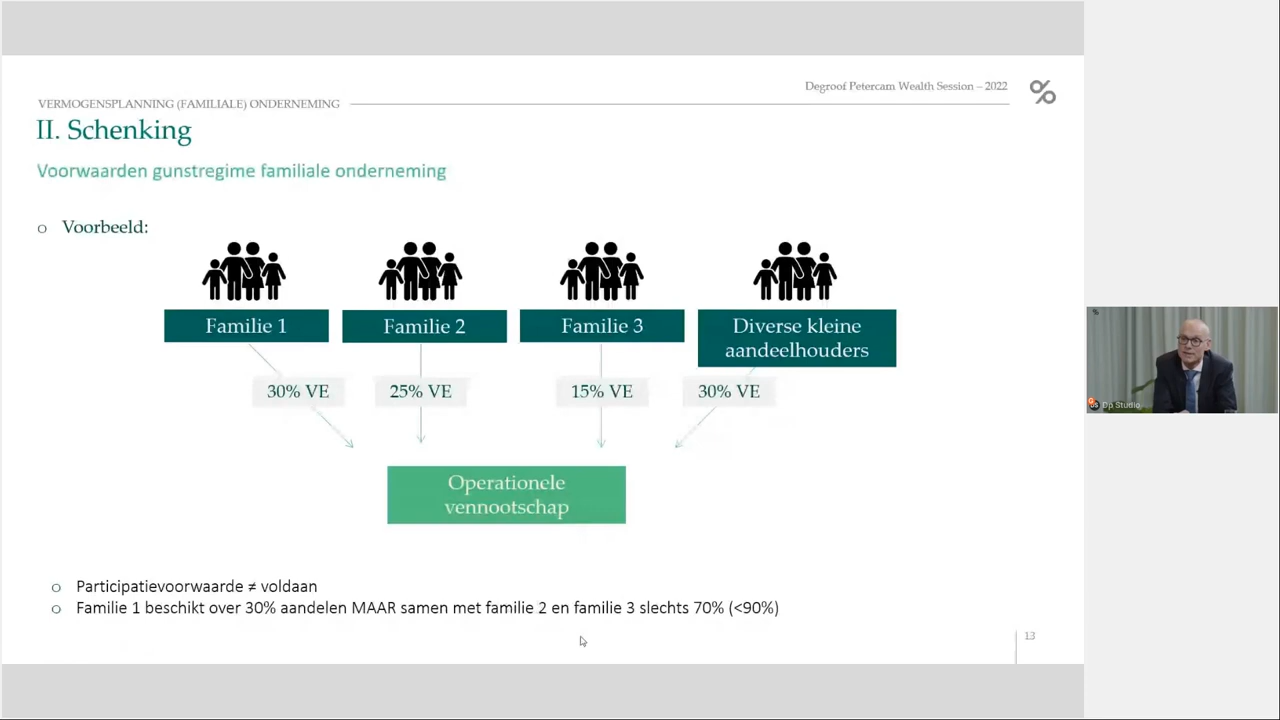 Degroof Petercam Wealth Session – 2022
VERMOGENSPLANNING (FAMILIALE) ONDERNEMING
II. Schenking
Voorwaarden gunstregime familiale onderneming
o Voorbeeld:
Familie 1
Familie 2
Familie 3
Diverse kleine
aandeelhouders
30% VE
25% VE
15% VE
30% VE
Dp Studio
Operationele
vennootschap
o Participatievoorwaarde ≠ voldaan
o Familie 1 beschikt over 30% aandelen MAAR samen met familie 2 en familie 3 slechts 70% (<90%)
13